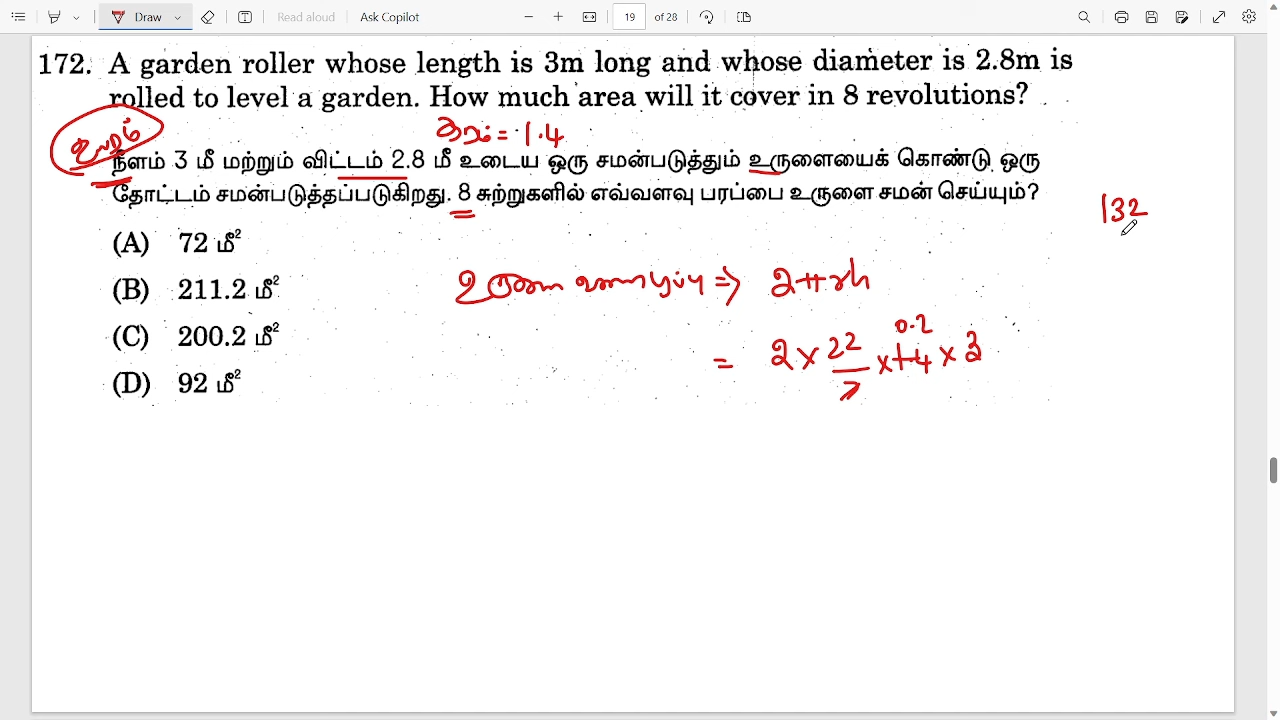 Draw Read aloud Ask Copilot 19 of 28
172. A garden roller whose length is 3m long and whose diameter is 2.8m is
rolled to level a garden. How much area will it cover in 8 revolutions?
உயரம் ஆரம் = 1.4
நீளம் 3 மீ மற்றும் விட்டம் 2.8 மீ உடைய ஒரு சமன்படுத்தும் உருளையைக் கொண்டு ஒரு
தோட்டம் சமன்படுத்தப்படுகிறது. 8 சுற்றுகளில் எவ்வளவு பரப்பை உருளை சமன் செய்யும்?
132
(A) 72 மீ²
(B) 211.2 மீ²
⇒ 2πrh
(C) 200.2 மீ²
0.2
= 2 × 22/7 × 1.4 × 3
(D) 92 மீ²